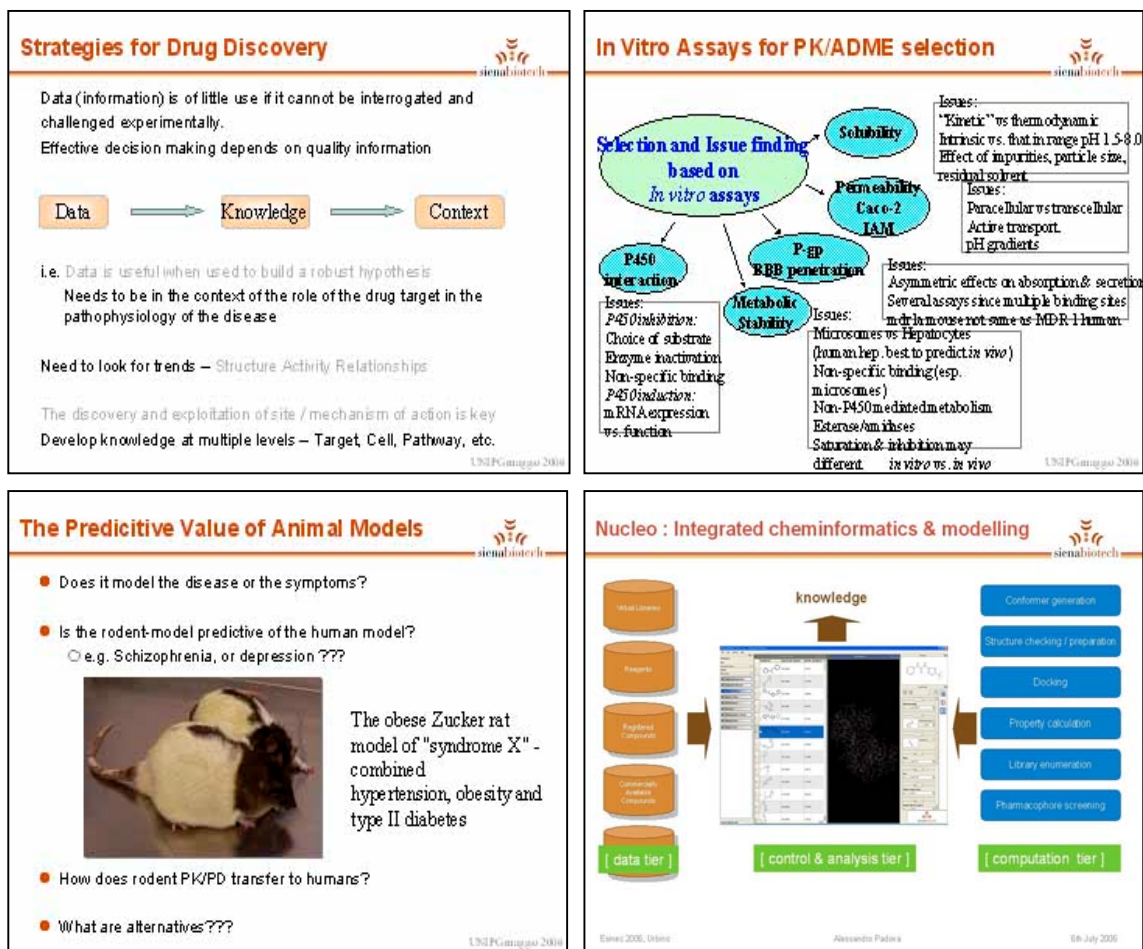 Strategies for Drug Discovery
sienabiotech
Data (information) is of little use if it cannot be interrogated and
challenged experimentally.
Effective decision making depends on quality information
Data
Knowledge
Context
i.e. Data is useful when used to build a robust hypothesis
Needs to be in the context of the role of the drug target in the
pathophysiology of the disease
Need to look for trends – Structure Activity Relationships
The discovery and exploitation of site / mechanism of action is key
Develop knowledge at multiple levels – Target, Cell, Pathway, etc.
In Vitro Assays for PK/ADME selection
sienabiotech
Selection and Issue finding
based on
In vitro assays
Solubility
Issues:
"Kinetic" vs thermodynamic
Intrinsic vs. that in range pH 1.5-8.0
Effect of impurities, particle size,
residual solvent
Permeability
Caco-2
IAM
Issues:
Paracellular vs transcellular
Active transport.
pH gradients
P-gp
BBB penetration
Issues:
Asymmetric effects on absorption & secretion
Several assays since multiple binding sites
mdr1a mouse not same as MDR 1 human
P450
interaction
Issues:
P450 inhibition:
Choice of substrate
Enzyme inactivation
Non-specific binding
P450 induction:
mRNA expression
vs. function
Metabolic
Stability
Issues:
Microsomes vs Hepatocytes
(human hep. best to predict in vivo)
Non-specific binding (esp.
microsomes)
Non-P450 mediated metabolism
Esterase/amidases
Saturation & inhibition may
different in vitro vs. in vivo
The Predicitive Value of Animal Models
sienabiotech
Does it model the disease or the symptoms?
Is the rodent-model predictive of the human model?
e.g. Schizophrenia, or depression ???
The obese Zucker rat
model of "syndrome X" -
combined
hypertension, obesity and
type II diabetes
How does rodent PK/PD transfer to humans?
What are alternatives???
Nucleo : Integrated cheminformatics & modelling
sienabiotech
Virtual Libraries
Reagents
Registered
Compounds
Commercially
Available
Compounds
[ data tier ]
knowledge
[ control & analysis tier ]
Conformer generation
Structure checking / preparation
Docking
Property calculation
Library enumeration
Pharmacophore screening
[ computation tier ]
Alessandro Padova